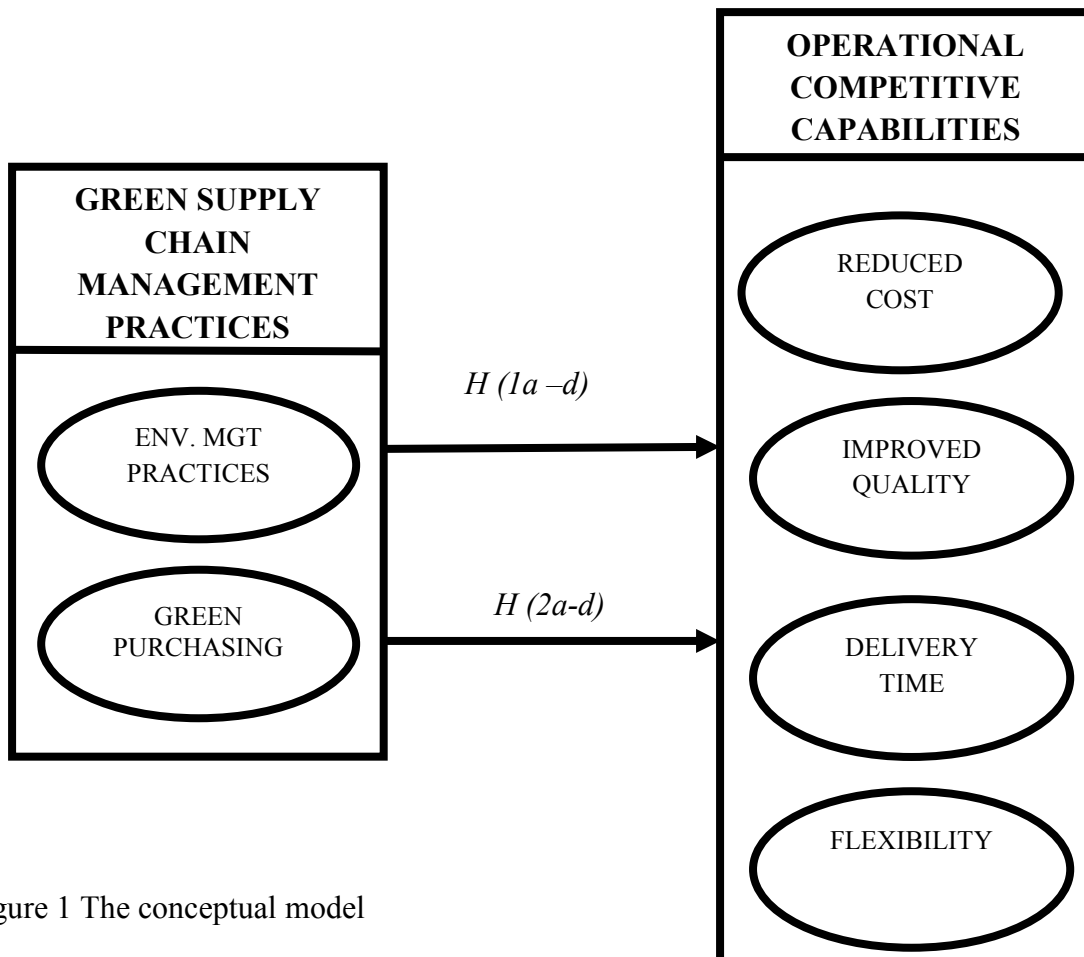 OPERATIONAL
COMPETITIVE
CAPABILITIES
GREEN SUPPLY
CHAIN
MANAGEMENT
PRACTICES
REDUCED
COST
H (1a –d)
ENV. MGT
PRACTICES
IMPROVED
QUALITY
H (2a-d)
GREEN
PURCHASING
DELIVERY
TIME
FLEXIBILITY
gure 1 The conceptual model